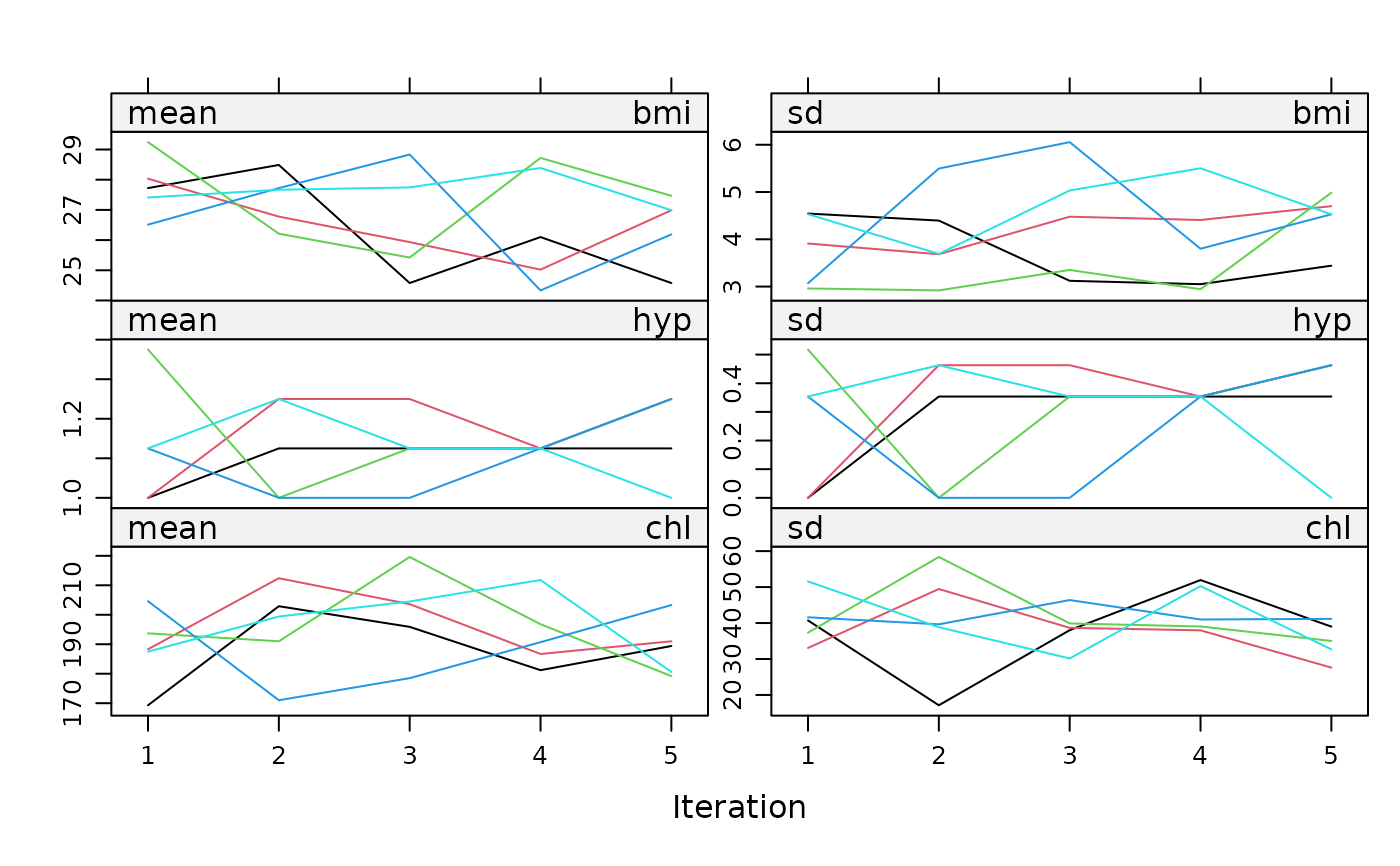 mean bmi sd bmi
29 27 25 6 5 4 3
mean hyp sd hyp
1.2 1.0 0.4 0.2 0.0
mean chl sd chl
210 190 170 60 50 40 30 20
1 2 3 4 5 1 2 3 4 5
Iteration